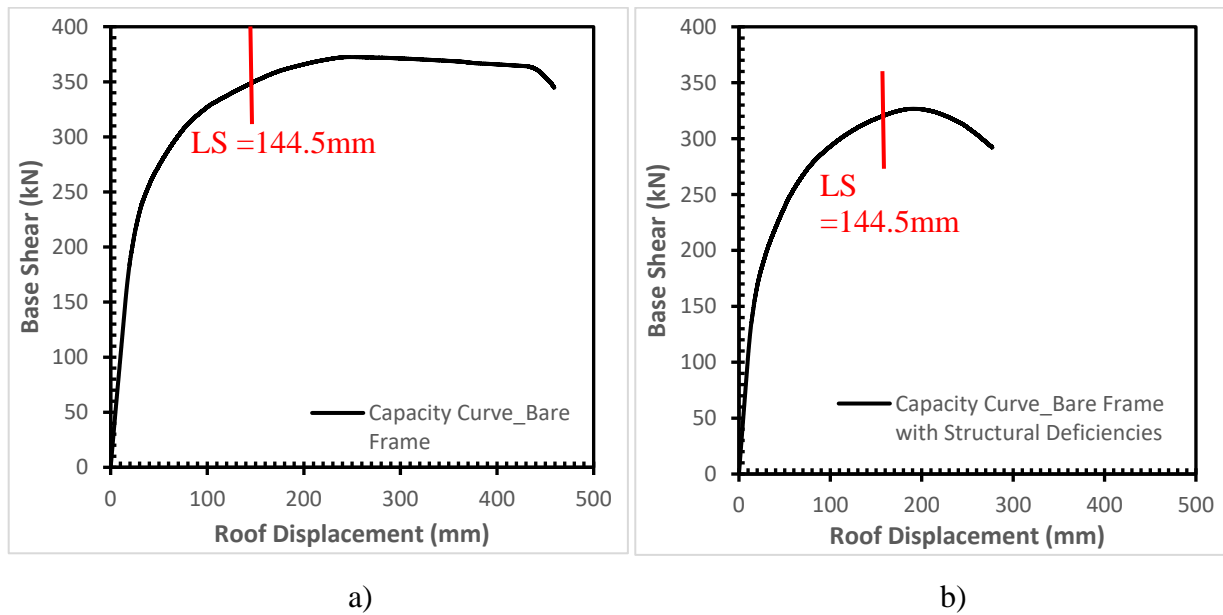 400
350
300
250
200
150
100
50
0
Base Shear (kN)
LS =144.5mm
Capacity Curve_Bare
Frame
0 100 200 300 400 500
Roof Displacement (mm)
a)
400
350
300
250
200
150
100
50
0
Base Shear (kN)
LS
=144.5mm
Capacity Curve_Bare Frame
with Structural Deficiencies
0 100 200 300 400 500
Roof Displacement (mm)
b)